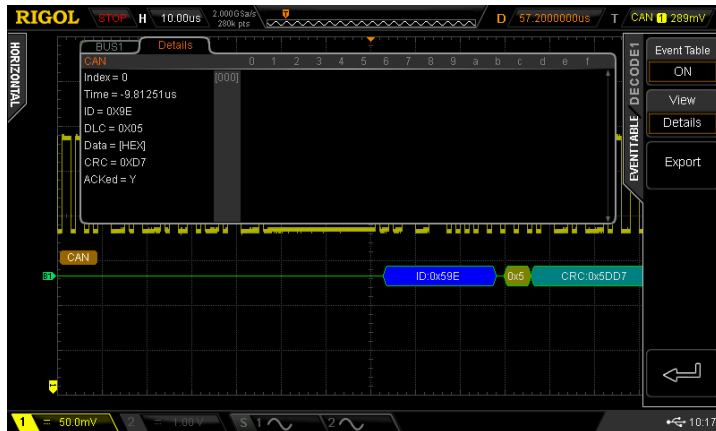 RIGOL STOP H 10.00us 2.000GSa/s 280k pts D 57.2000000us T CAN 1 289mV
HORIZONTAL
BUS1 Details
CAN 0 1 2 3 4 5 6 7 8 9 a b c d e f
Index = 0 [000]
Time = -9.81251us
ID = 0X9E
DLC = 0X05
Data = [HEX]
CRC = 0XD7
ACKed = Y
EVENTTABLE DECODE
Event Table
ON
View
Details
Export
CAN
B1 ID:0x59E 0x5 CRC:0x5DD7
1 = 50.0mV 2 = 1.00V S 1 2 10:17